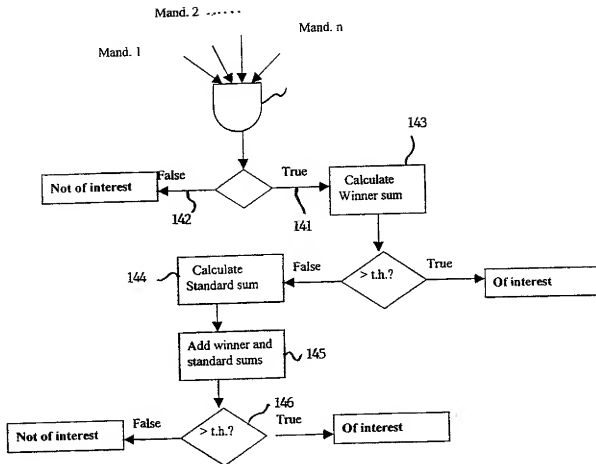 Mand. 2 ......
Mand. n
Mand. 1
143
False
True
Not of interest
Calculate
Winner sum
142
141
144
Calculate
Standard sum
False
> t.h.?
True
Of interest
Add winner and
standard sums
145
146
False
> t.h.?
True
Not of interest
Of interest